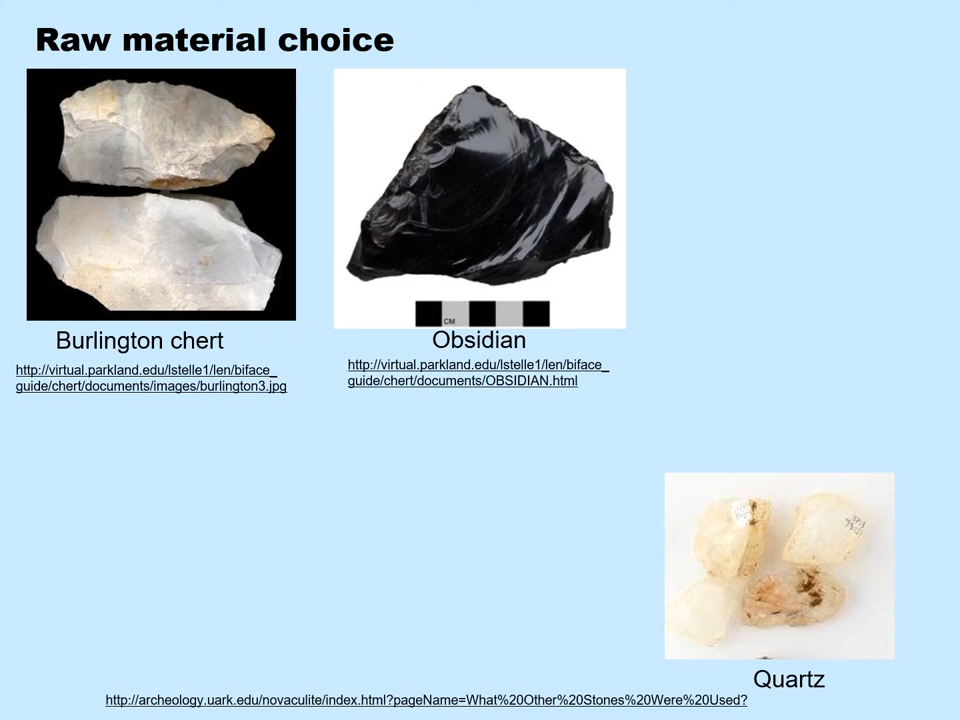 Raw material choice
CM
Burlington chert
Obsidian
http://virtual.parkland.edu/lstelle1/len/biface_
guide/chert/documents/images/burlington3.jpg
http://virtual.parkland.edu/lstelle1/len/biface_
guide/chert/documents/OBSIDIAN.html
Quartz
http://archeology.uark.edu/novaculite/index.html?pageName=What%20Other%20Stones%20Were%20Used?